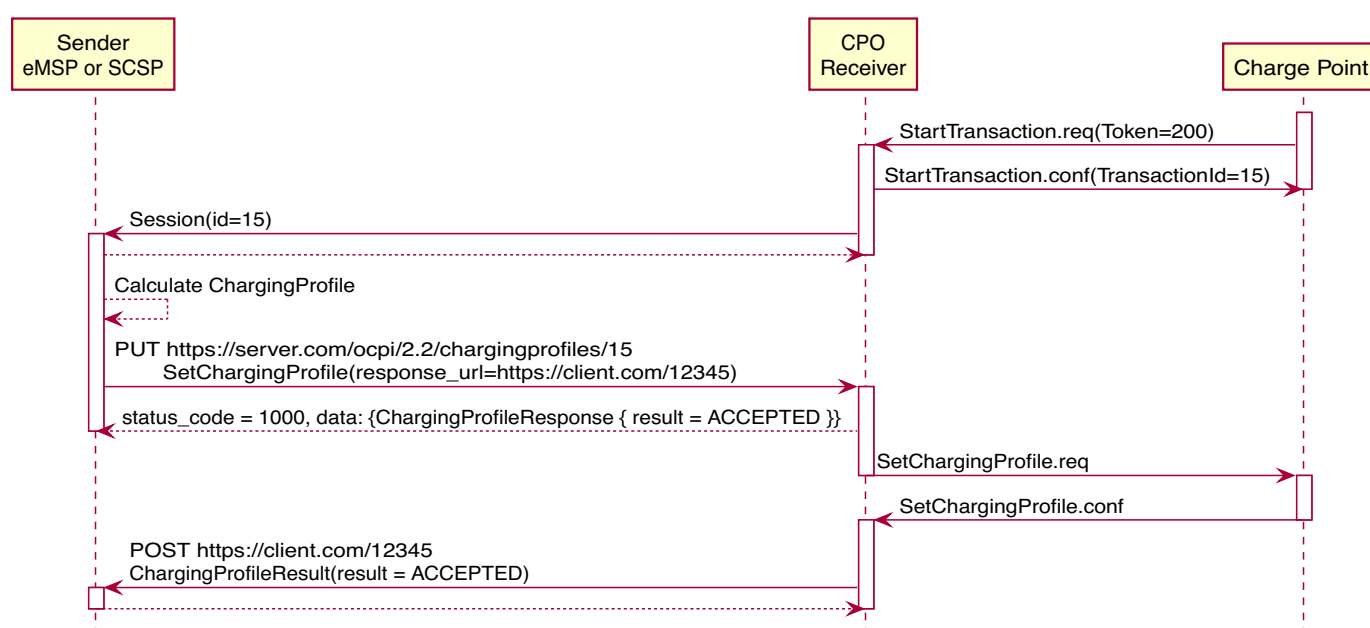 Sender
eMSP or SCSP
CPO
Receiver
Charge Point
StartTransaction.req(Token=200)
StartTransaction.conf(TransactionId=15)
Session(id=15)
Calculate ChargingProfile
PUT https://server.com/ocpi/2.2/chargingprofiles/15
SetChargingProfile(response_url=https://client.com/12345)
status_code = 1000, data: {ChargingProfileResponse { result = ACCEPTED }}
SetChargingProfile.req
SetChargingProfile.conf
POST https://client.com/12345
ChargingProfileResult(result = ACCEPTED)